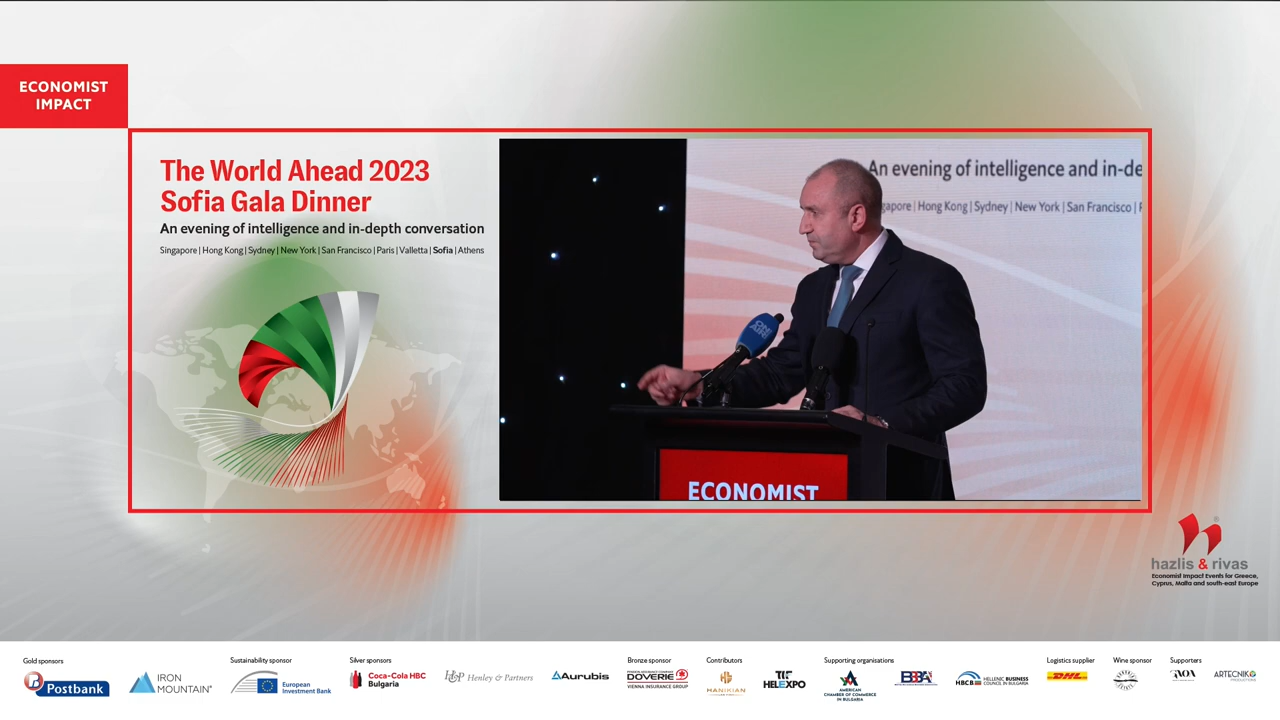 ECONOMIST
IMPACT
The World Ahead 2023
Sofia Gala Dinner
An evening of intelligence and in-depth conversation
Singapore | Hong Kong | Sydney | New York | San Francisco | Paris | Valletta | Sofia | Athens
An evening of intelligence and in-de
gapore | Hong Kong | Sydney | New York | San Francisco |
ON
AIR
ECONOMIST
hazlis & rivas
Economist Impact Events for Greece,
Cyprus, Malta and south-east Europe
Gold sponsors
Postbank
IRON
MOUNTAIN®
Sustainability sponsor
European
Investment Bank
Silver sponsors
Coca-Cola HBC
Bulgaria
H&P Henley & Partners
Aurubis
Bronze sponsor
DOVERIE
VIENNA INSURANCE GROUP
Contributors
HANIKIAN
TIF
HELEXPO
Supporting organisations
AMERICAN
CHAMBER OF COMMERCE
IN BULGARIA
BBBA
HBCB
HELLENIC BUSINESS
COUNCIL IN BULGARIA
Logistics supplier
DHL
Wine sponsor
Supporters
ARTECNIKO
PRODUCTIONS